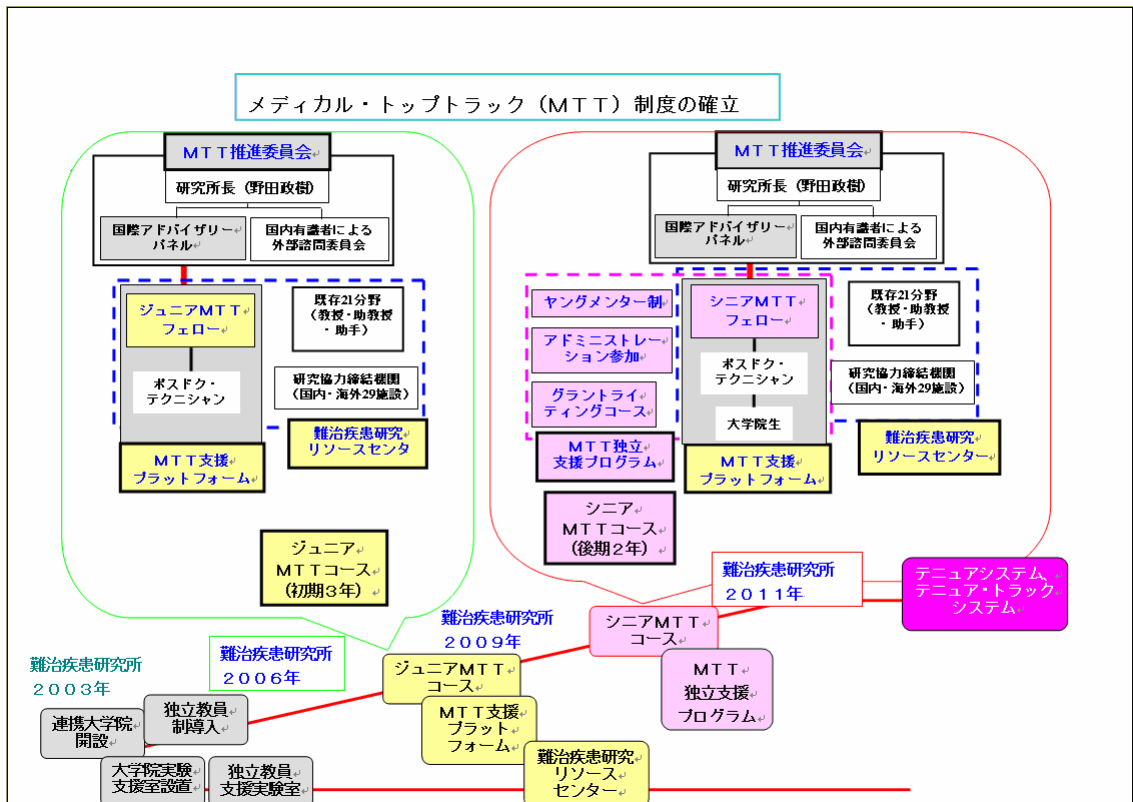 メディカル・トップトラック（ＭＴＴ）制度の確立
ＭＴＴ推進委員会
研究所長（野田政樹）
国際アドバイザリー
パネル
国内有識者による
外部諮問委員会
ジュニアＭＴＴ
フェロー
ポスドク・
テクニシャン
既存21分野
（教授・助教授
・助手）
研究協力締結機関
（国内・海外29施設）
難治疾患研究
リソースセンタ
ＭＴＴ支援
プラットフォーム
ジュニア
ＭＴＴコース
（初期３年）
ＭＴＴ推進委員会
研究所長（野田政樹）
国際アドバイザリー
パネル
国内有識者による
外部諮問委員会
ヤングメンター制
アドミニストレー
ション参加
グラントライ
ティングコース
ＭＴＴ独立
支援プログラム
シニアＭＴＴ
フェロー
ポスドク・
テクニシャン
大学院生
ＭＴＴ支援
プラットフォーム
既存21分野
（教授・助教授
・助手）
研究協力締結機関
（国内・海外29施設）
難治疾患研究
リソースセンター
シニア
ＭＴＴコース
（後期２年）
難治疾患研究所
２００３年
連携大学院
開設
独立教員
制導入
大学院実験
支援室設置
独立教員
支援実験室
難治疾患研究所
２００６年
ジュニアＭＴＴ
コース
ＭＴＴ支援
プラット
フォーム
難治疾患研究
リソース
センター
難治疾患研究所
２００９年
シニアＭＴＴ
コース
ＭＴＴ
独立支援
プログラム
難治疾患研究所
２０１１年
テニュアシステム、
テニュア・トラック
システム